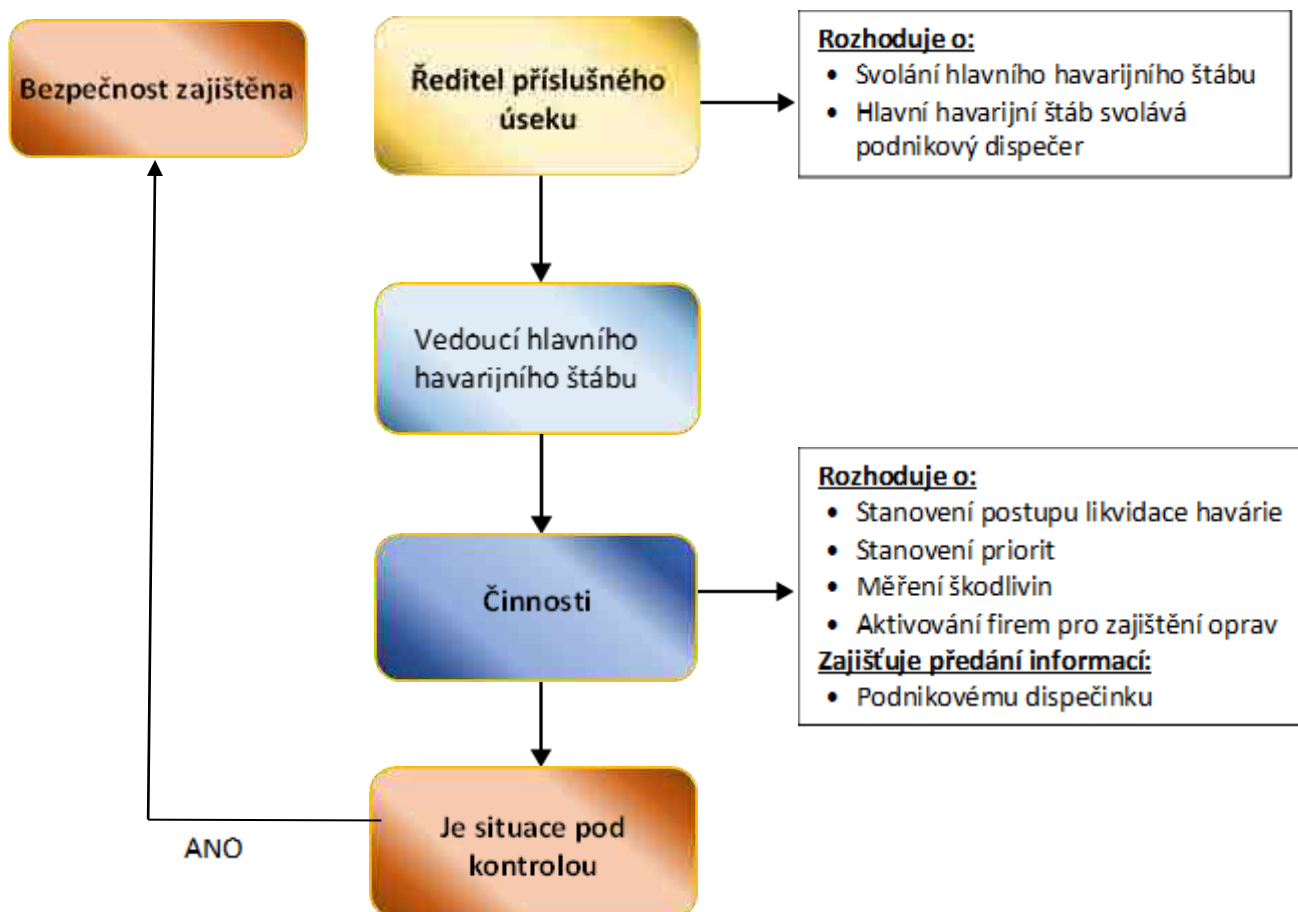 Bezpečnost zajištěna
Ředitel příslušného
úseku
Rozhoduje o:
• Svolání hlavního havarijního štábu
• Hlavní havarijní štáb svolává
podnikový dispečer
Vedoucí hlavního
havarijního štábu
Činnosti
Rozhoduje o:
• Stanovení postupu likvidace havárie
• Stanovení priorit
• Měření škodlivin
• Aktivování firem pro zajištění oprav
Zajišťuje předání informací:
• Podnikovému dispečinku
Je situace pod
kontrolou
ANO